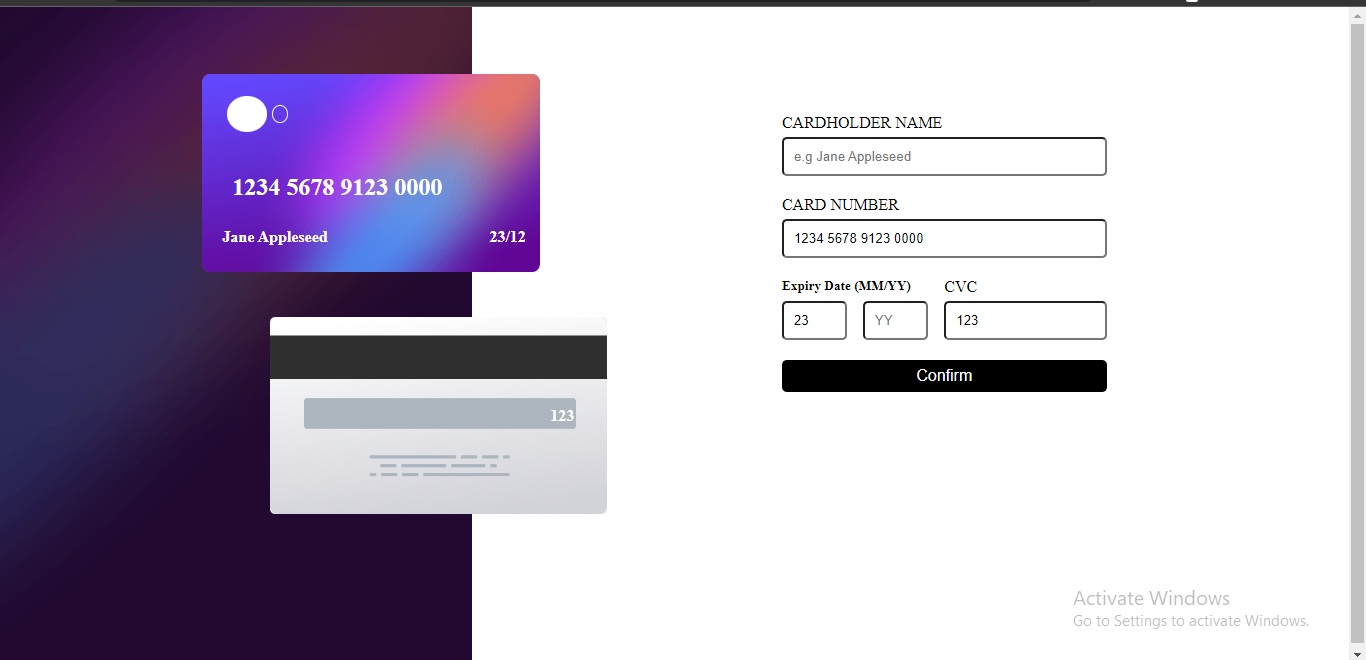 1234 5678 9123 0000
Jane Appleseed 23/12
123
CARDHOLDER NAME
e.g Jane Appleseed
CARD NUMBER
1234 5678 9123 0000
Expiry Date (MM/YY) CVC
23 YY 123
Confirm
Activate Windows
Go to Settings to activate Windows.